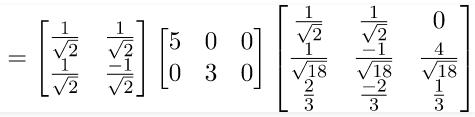 = \begin{bmatrix} \frac{1}{\sqrt{2}} & \frac{1}{\sqrt{2}} \\ \frac{1}{\sqrt{2}} & \frac{-1}{\sqrt{2}} \end{bmatrix} \begin{bmatrix} 5 & 0 & 0 \\ 0 & 3 & 0 \end{bmatrix} \begin{bmatrix} \frac{1}{\sqrt{2}} & \frac{1}{\sqrt{2}} & 0 \\ \frac{1}{\sqrt{18}} & \frac{-1}{\sqrt{18}} & \frac{4}{\sqrt{18}} \\ \frac{2}{3} & \frac{-2}{3} & \frac{1}{3} \end{bmatrix}